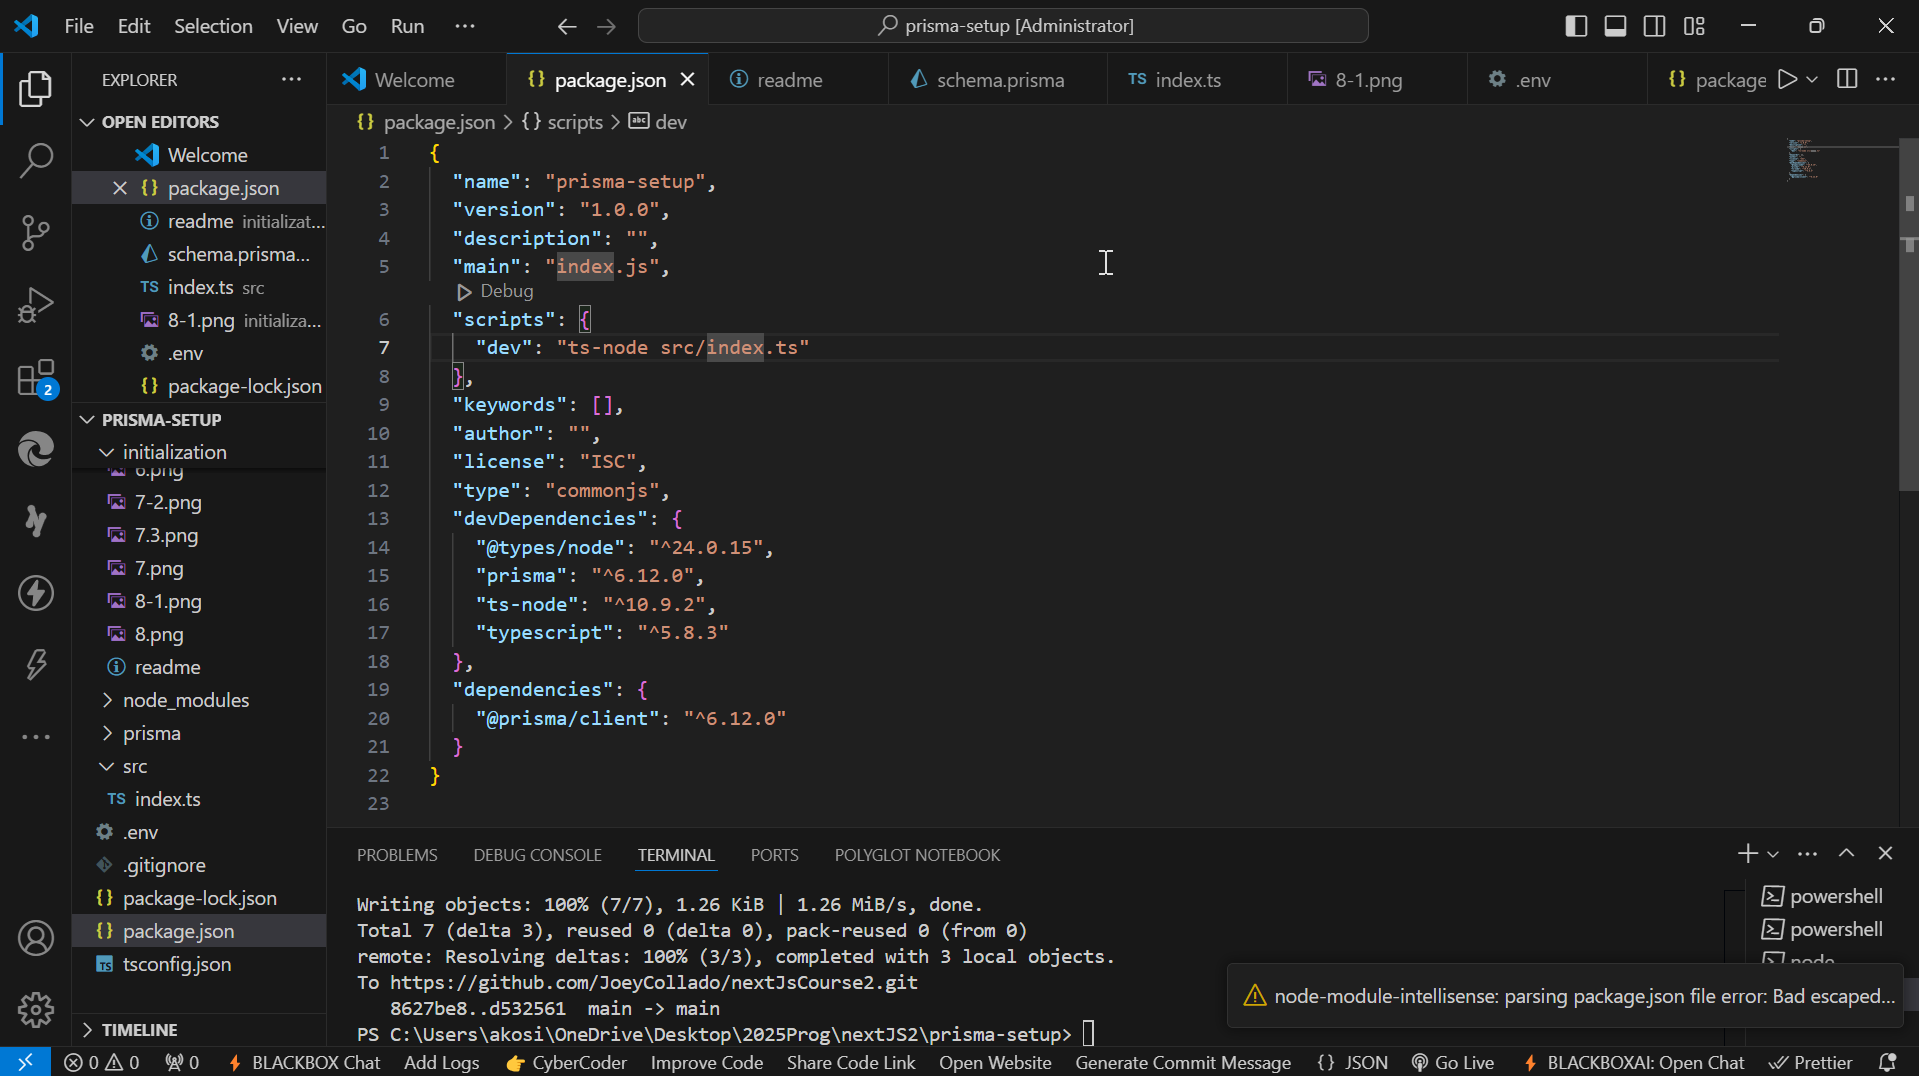 File Edit Selection View Go Run ··· prisma-setup [Administrator]
EXPLORER ···
OPEN EDITORS
Welcome
package.json
readme initializat...
schema.prisma...
TS index.ts src
8-1.png initializa...
.env
package-lock.json
PRISMA-SETUP
initialization
6.png
7-2.png
7.3.png
7.png
8-1.png
8.png
readme
node_modules
prisma
src
TS index.ts
.env
.gitignore
{} package-lock.json
{} package.json
TS tsconfig.json
TIMELINE
2
Welcome {} package.json readme schema.prisma TS index.ts 8-1.png .env {} package
{} package.json > {} scripts > abc dev
1 {
2 "name": "prisma-setup",
3 "version": "1.0.0",
4 "description": "",
5 "main": "index.js",
Debug
6 "scripts": {
7 "dev": "ts-node src/index.ts"
8 },
9 "keywords": [],
10 "author": "",
11 "license": "ISC",
12 "type": "commonjs",
13 "devDependencies": {
14 "@types/node": "^24.0.15",
15 "prisma": "^6.12.0",
16 "ts-node": "^10.9.2",
17 "typescript": "^5.8.3"
18 },
19 "dependencies": {
20 "@prisma/client": "^6.12.0"
21 }
22 }
23
PROBLEMS DEBUG CONSOLE TERMINAL PORTS POLYGLOT NOTEBOOK
Writing objects: 100% (7/7), 1.26 KiB | 1.26 MiB/s, done.
Total 7 (delta 3), reused 0 (delta 0), pack-reused 0 (from 0)
remote: Resolving deltas: 100% (3/3), completed with 3 local objects.
To https://github.com/JoeyCollado/nextJsCourse2.git
8627be8..d532561 main -> main
PS C:\Users\akosi\OneDrive\Desktop\2025Prog\nextJS2\prisma-setup>
powershell
powershell
node
node-module-intellisense: parsing package.json file error: Bad escaped...
0 0 0 BLACKBOX Chat Add Logs CyberCoder Improve Code Share Code Link Open Website Generate Commit Message {} JSON Go Live BLACKBOXAI: Open Chat Prettier